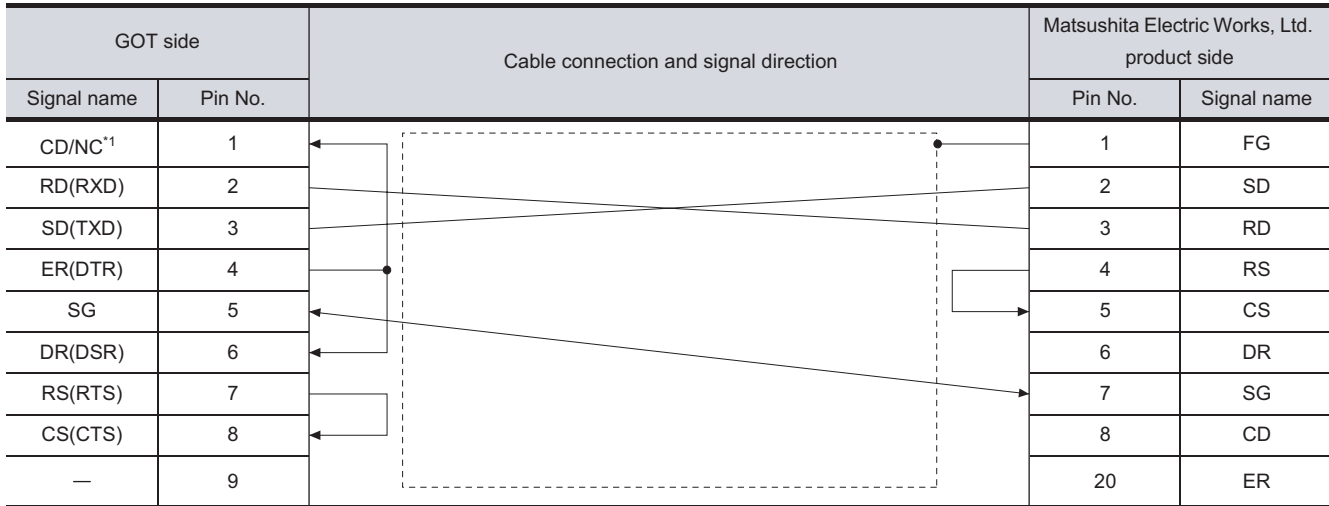 GOT side Cable connection and signal direction Matsushita Electric Works, Ltd. product side
Signal name Pin No. Pin No. Signal name
CD/NC*1 1 1 FG
RD(RXD) 2 2 SD
SD(TXD) 3 3 RD
ER(DTR) 4 4 RS
SG 5 5 CS
DR(DSR) 6 6 DR
RS(RTS) 7 7 SG
CS(CTS) 8 8 CD
— 9 20 ER